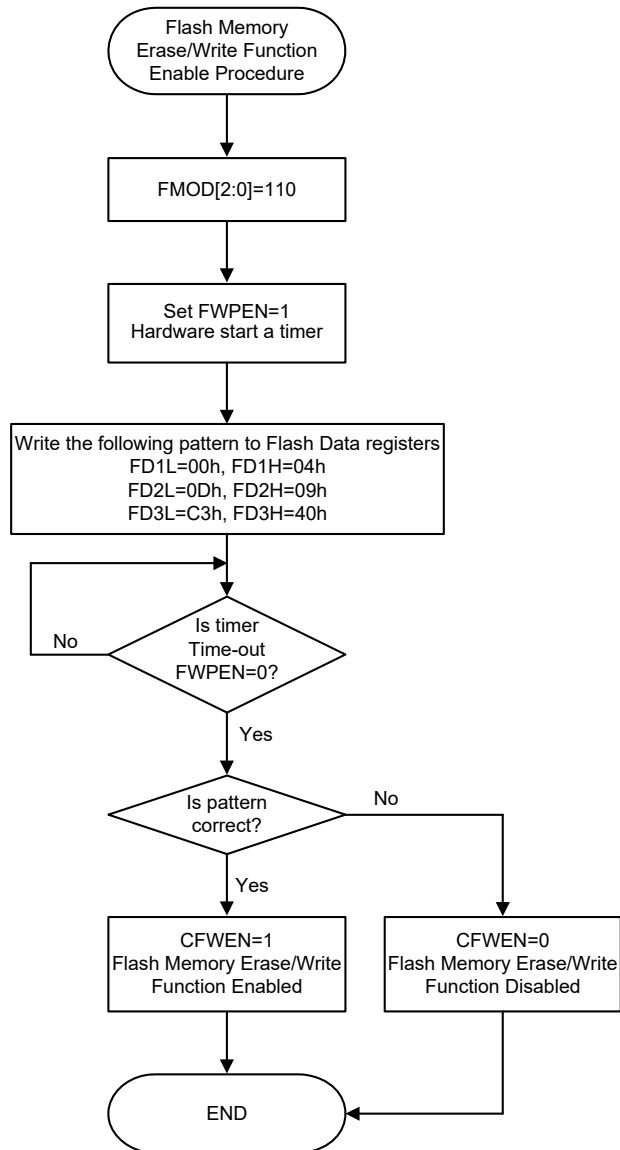 Flash Memory
Erase/Write Function
Enable Procedure
FMOD[2:0]=110
Set FWPEN=1
Hardware start a timer
Write the following pattern to Flash Data registers
FD1L=00h, FD1H=04h
FD2L=0Dh, FD2H=09h
FD3L=C3h, FD3H=40h
Is timer
Time-out
FWPEN=0?
No
Yes
Is pattern
correct?
No
Yes
CFWEN=1
Flash Memory Erase/Write
Function Enabled
CFWEN=0
Flash Memory Erase/Write
Function Disabled
END